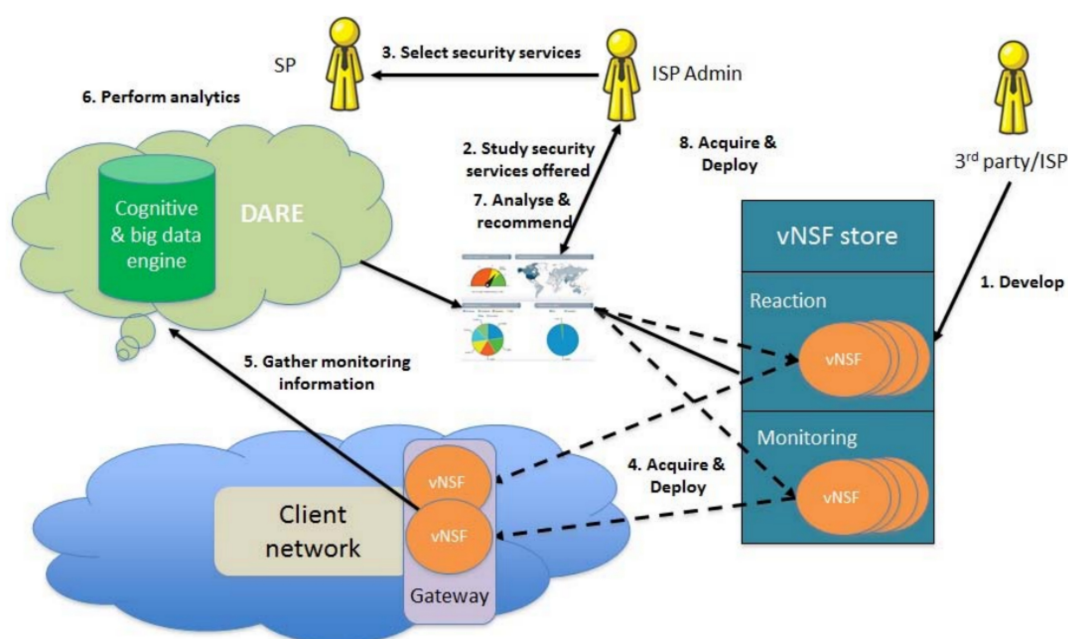 3. Select security services
SP
ISP Admin
6. Perform analytics
2. Study security
services offered
8. Acquire &
Deploy
3rd party/ISP
7. Analyse &
recommend
Cognitive
& big data
engine
DARE
vNSF store
1. Develop
Reaction
vNSF
5. Gather monitoring
information
Monitoring
vNSF
4. Acquire &
Deploy
vNSF
vNSF
Client
network
Gateway